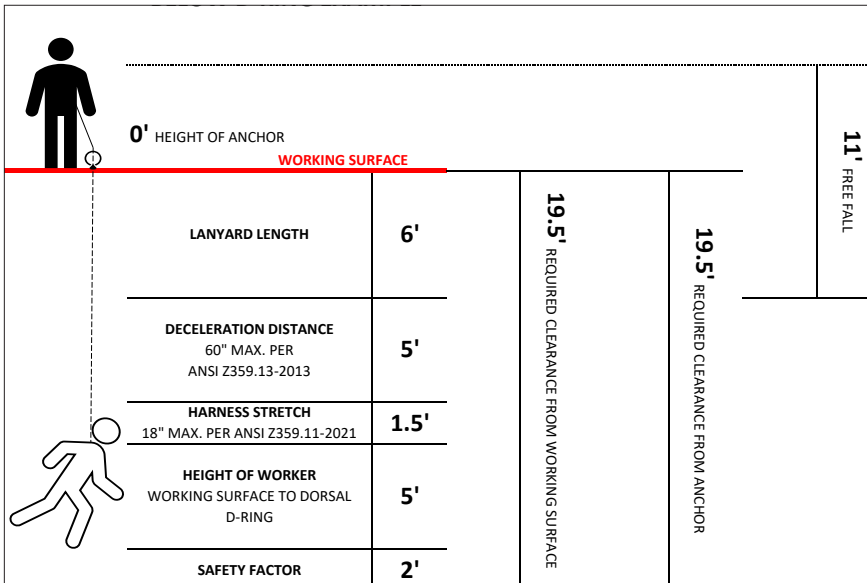 0' HEIGHT OF ANCHOR
WORKING SURFACE
LANYARD LENGTH
6'
DECELERATION DISTANCE
60" MAX. PER
ANSI Z359.13-2013
5'
HARNESS STRETCH
18" MAX. PER ANSI Z359.11-2021
1.5'
HEIGHT OF WORKER
WORKING SURFACE TO DORSAL
D-RING
5'
SAFETY FACTOR
2'
19.5' REQUIRED CLEARANCE FROM WORKING SURFACE
19.5' REQUIRED CLEARANCE FROM ANCHOR
11' FREE FALL